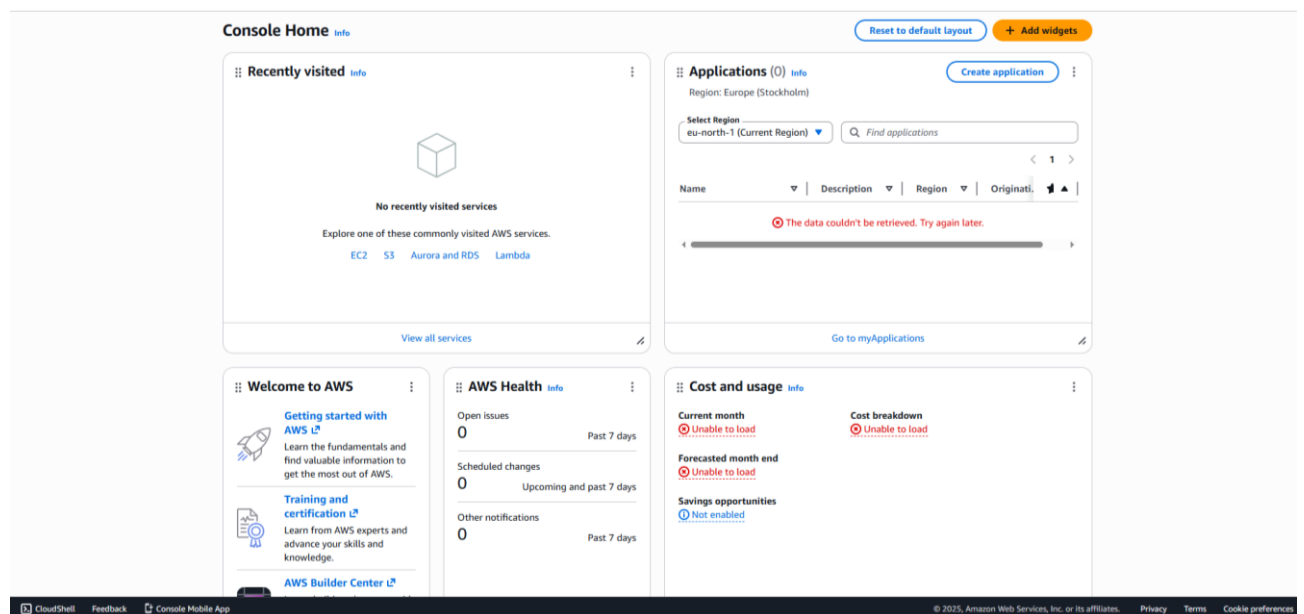 Console Home Info
Reset to default layout
+ Add widgets
Recently visited Info
No recently visited services
Explore one of these commonly visited AWS services.
EC2 S3 Aurora and RDS Lambda
View all services
Applications (0) Info
Create application
Region: Europe (Stockholm)
Select Region
eu-north-1 (Current Region)
Find applications
1
Name Description Region Originati.
The data couldn't be retrieved. Try again later.
Go to myApplications
Welcome to AWS
Getting started with
AWS
Learn the fundamentals and
find valuable information to
get the most out of AWS.
Training and
certification
Learn from AWS experts and
advance your skills and
knowledge.
AWS Builder Center
AWS Health Info
Open issues
0 Past 7 days
Scheduled changes
0 Upcoming and past 7 days
Other notifications
0 Past 7 days
Cost and usage Info
Current month
Unable to load
Cost breakdown
Unable to load
Forecasted month end
Unable to load
Savings opportunities
Not enabled
CloudShell Feedback Console Mobile App © 2025, Amazon Web Services, Inc. or its affiliates. Privacy Terms Cookie preferences